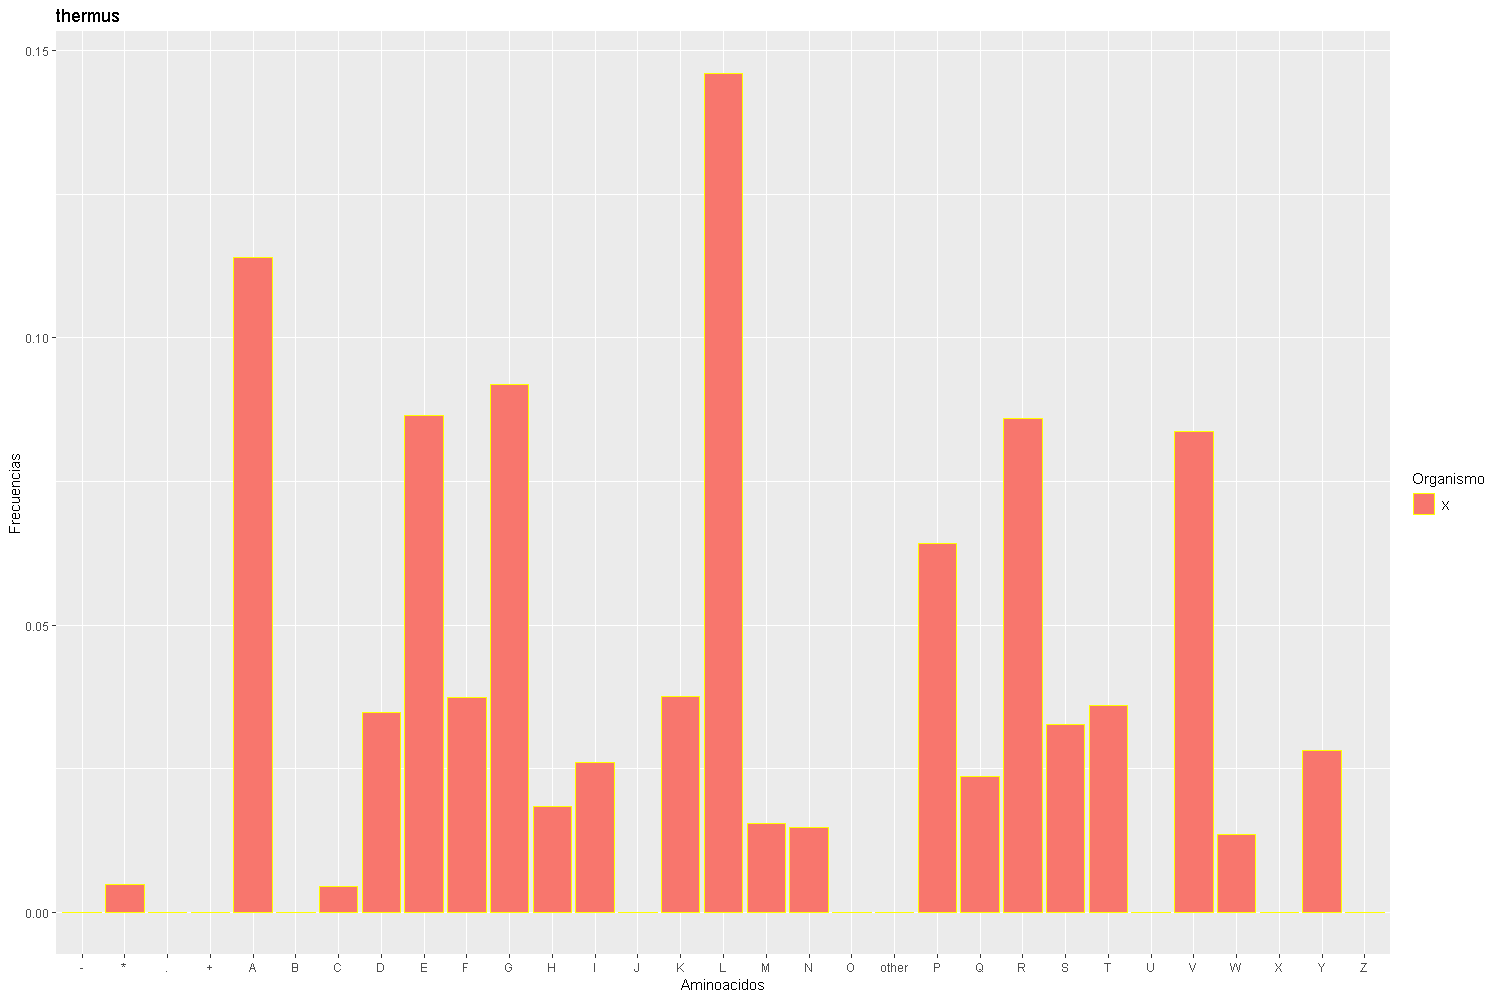 thermus
0.15
0.10
0.05
0.00
Frecuencias
- * . + A B C D E F G H I J K L M N O other P Q R S T U V W X Y Z
Aminoacidos
Organismo
x